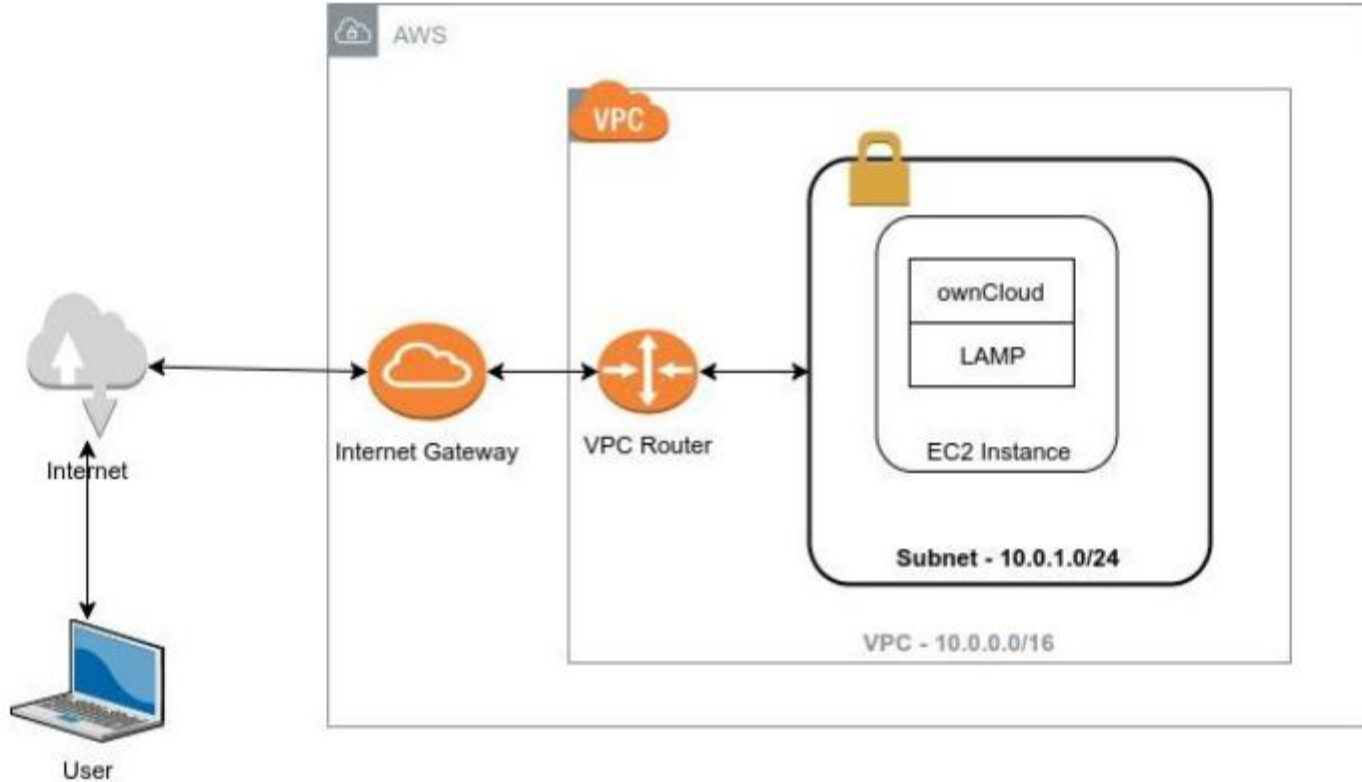 AWS
VPC
ownCloud
LAMP
EC2 Instance
Internet Gateway
VPC Router
Internet
Subnet - 10.0.1.0/24
VPC - 10.0.0.0/16
User